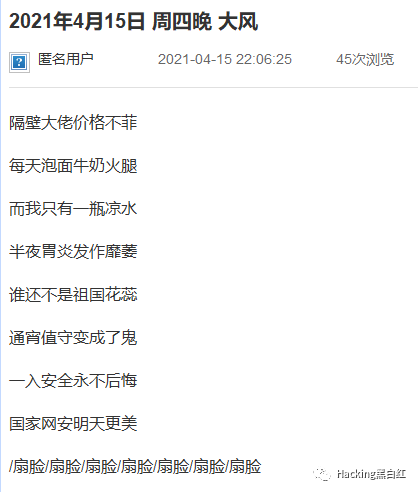 2021年4月15日 周四晚 大风
匿名用户 2021-04-15 22:06:25 45次浏览
隔壁大佬价格不菲
每天泡面牛奶火腿
而我只有一瓶凉水
半夜胃炎发作靡萎
谁还不是祖国花蕊
通宵值守变成了鬼
一入安全永不后悔
国家网安明天更美
/扇脸/扇脸/扇脸/扇脸/扇脸/扇脸/扇脸
Hacking黑白红